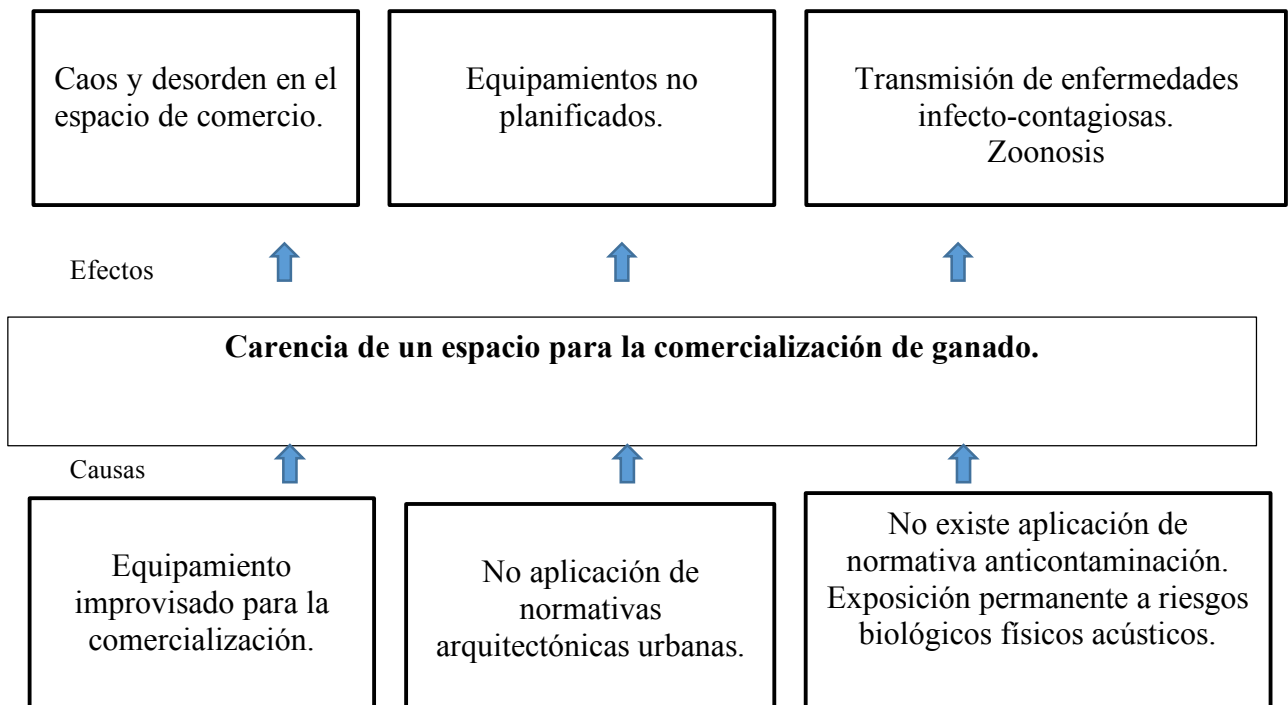 Caos y desorden en el
espacio de comercio.
Equipamientos no
planificados.
Transmisión de enfermedades
infecto-contagiosas.
Zoonosis
Efectos
Carencia de un espacio para la comercialización de ganado.
Causas
Equipamiento
improvisado para la
comercialización.
No aplicación de
normativas
arquitectónicas urbanas.
No existe aplicación de
normativa anticontaminación.
Exposición permanente a riesgos
biológicos físicos acústicos.